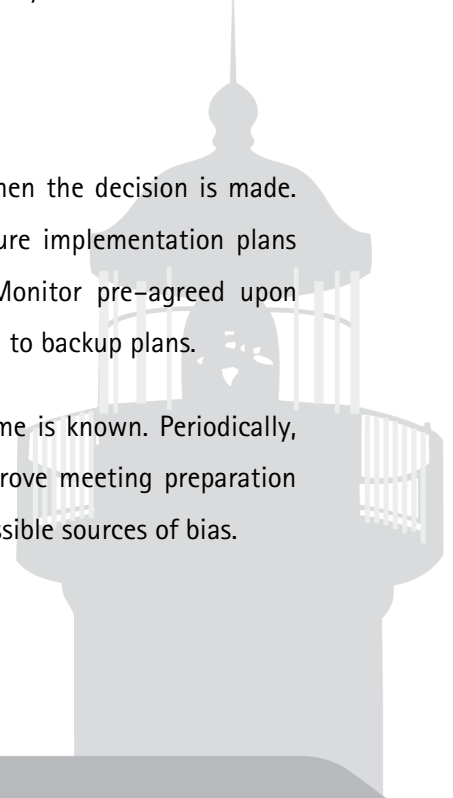 hen the decision is made.
ure implementation plans
Monitor pre-agreed upon
to backup plans.
me is known. Periodically,
rove meeting preparation
ssible sources of bias.